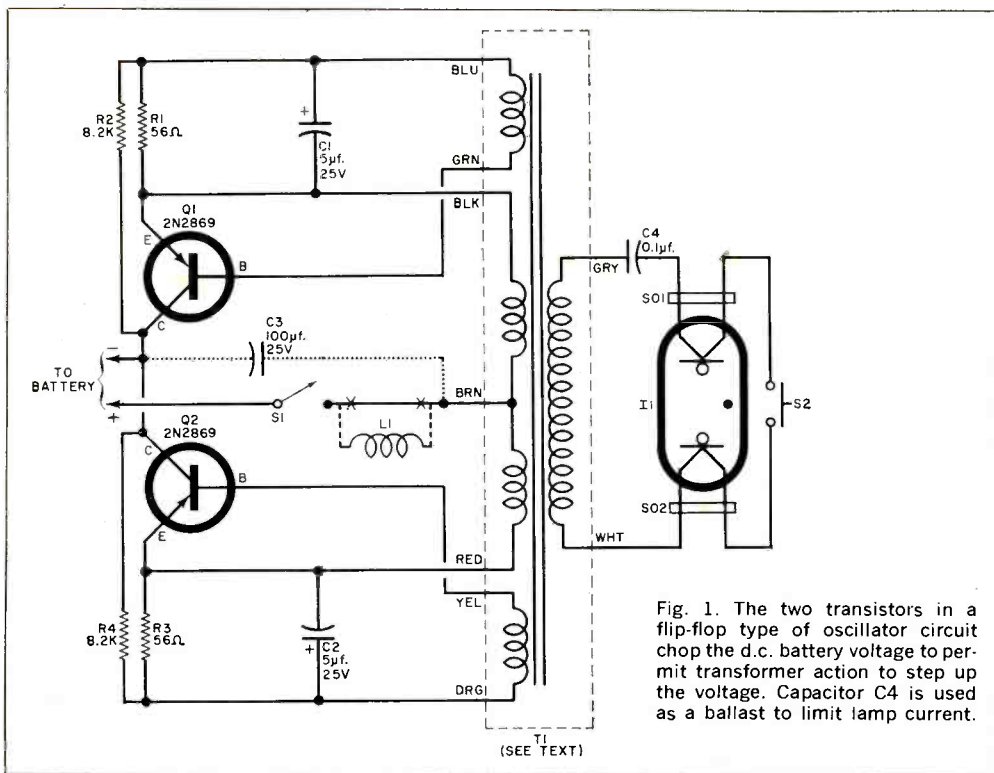 BLU
R2
8.2K
R1
56Ω
+
C1
5µf.
25V
GRN
BLK
Q1
2N2869
E
B
C
C4
0.1µf.
GRY
SO1
C3
100µf.
25V
−
TO
BATTERY
+
S1
BRN
L1
I1
S2
Q2
2N2869
C
B
E
SO2
WHT
RED
YEL
R4
8.2K
R3
56Ω
C2
5µf.
25V
+
ORG
T1
(SEE TEXT)
Fig. 1. The two transistors in a
flip-flop type of oscillator circuit
chop the d.c. battery voltage to per-
mit transformer action to step up
the voltage. Capacitor C4 is used
as a ballast to limit lamp current.